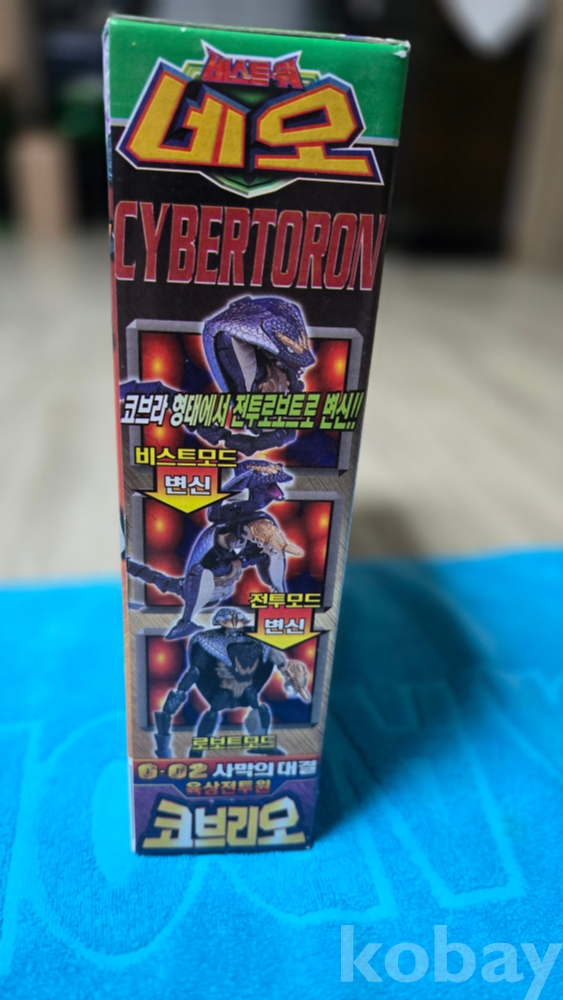 비스트워
네오
CYBERTORON
코브라 형태에서 전투로보트로 변신!!
비스트모드
변신
전투모드
변신
로보트모드
C-02 사막의 대결
육상전투원
코브리오
kobay